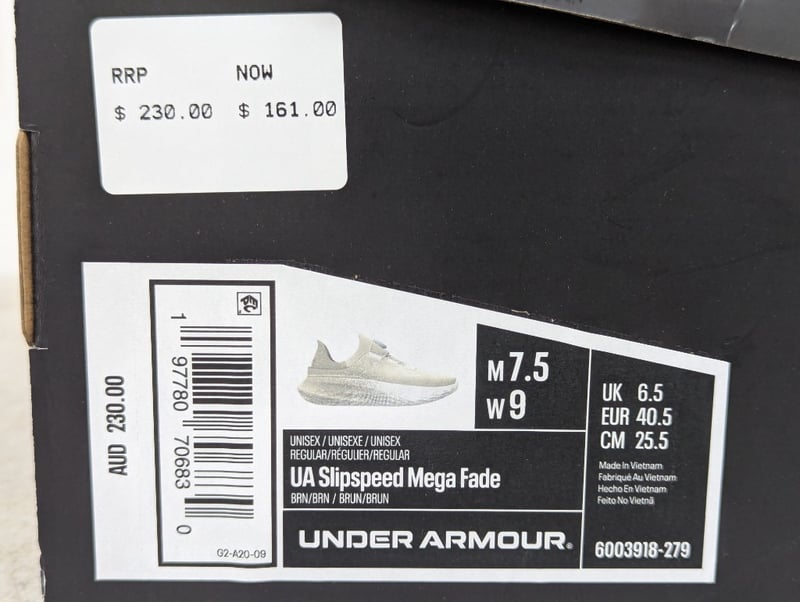 RRP NOW
$ 230.00 $ 161.00
AUD 230.00
1 97780 70683 0
G2-A20-09
M 7.5
W 9
UK 6.5
EUR 40.5
CM 25.5
Made In Vietnam
Fabriqué Au Vietnam
Hecho En Vietnam
Feito No Vietnã
UNISEX / UNISEXE / UNISEX
REGULAR/RÉGULIER/REGULAR
UA Slipspeed Mega Fade
BRN/BRN / BRUN/BRUN
UNDER ARMOUR®
6003918-279